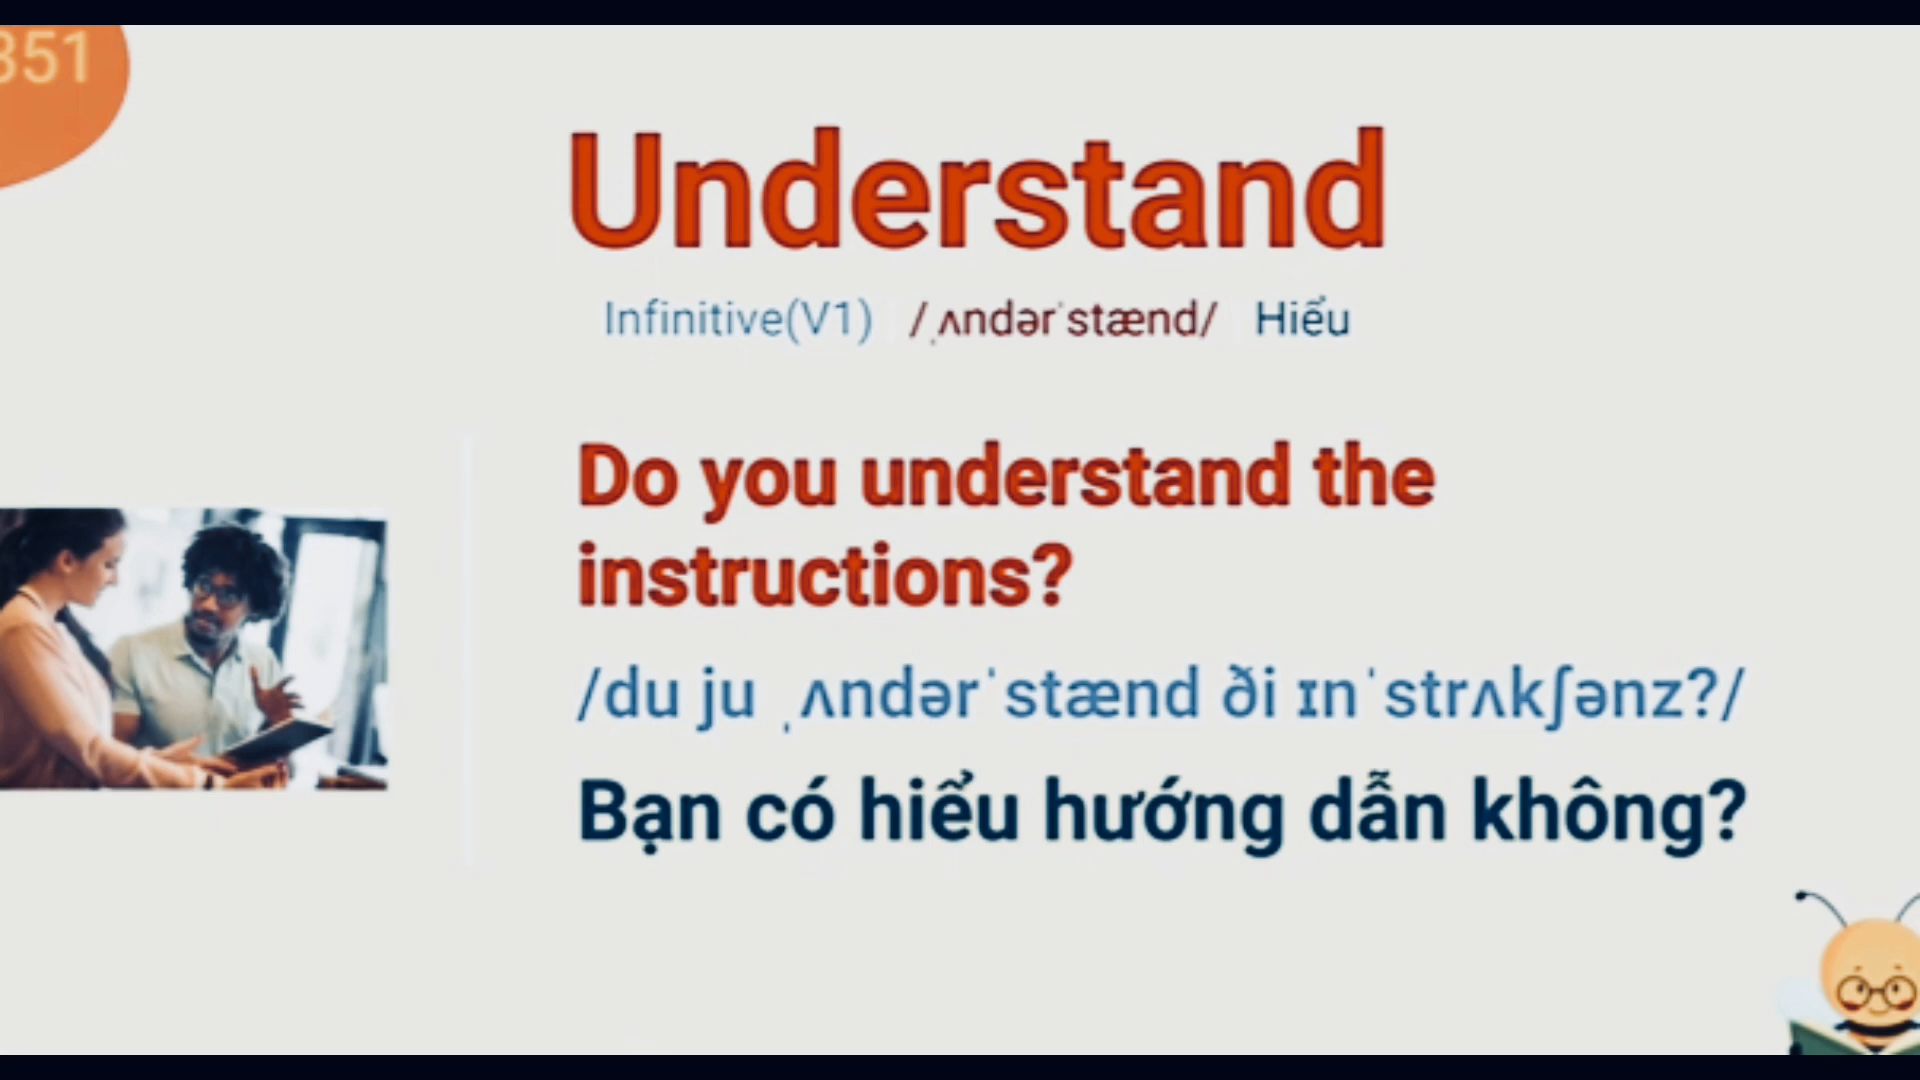 Understand
Infinitive(V1) /ˌʌndərˈstænd/ Hiểu
Do you understand the
instructions?
/du ju ˌʌndərˈstænd ði ɪnˈstrʌkʃənz?/
Bạn có hiểu hướng dẫn không?